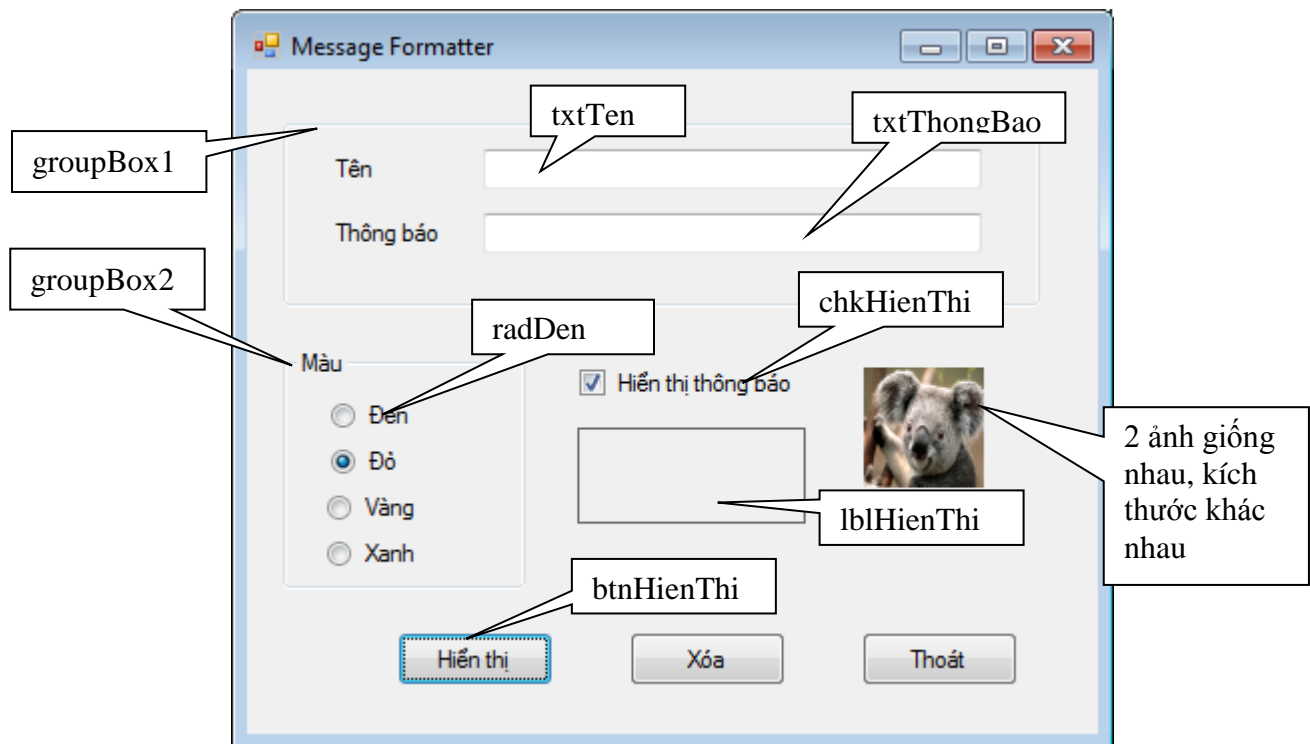 Message Formatter
txtTen
txtThongBao
groupBox1
Tên
Thông báo
groupBox2
chkHienThi
radDen
Màu
Hiển thị thông báo
Đen
Đỏ
Vàng
Xanh
2 ảnh giống
nhau, kích
thước khác
nhau
lblHienThi
btnHienThi
Hiển thị
Xóa
Thoát